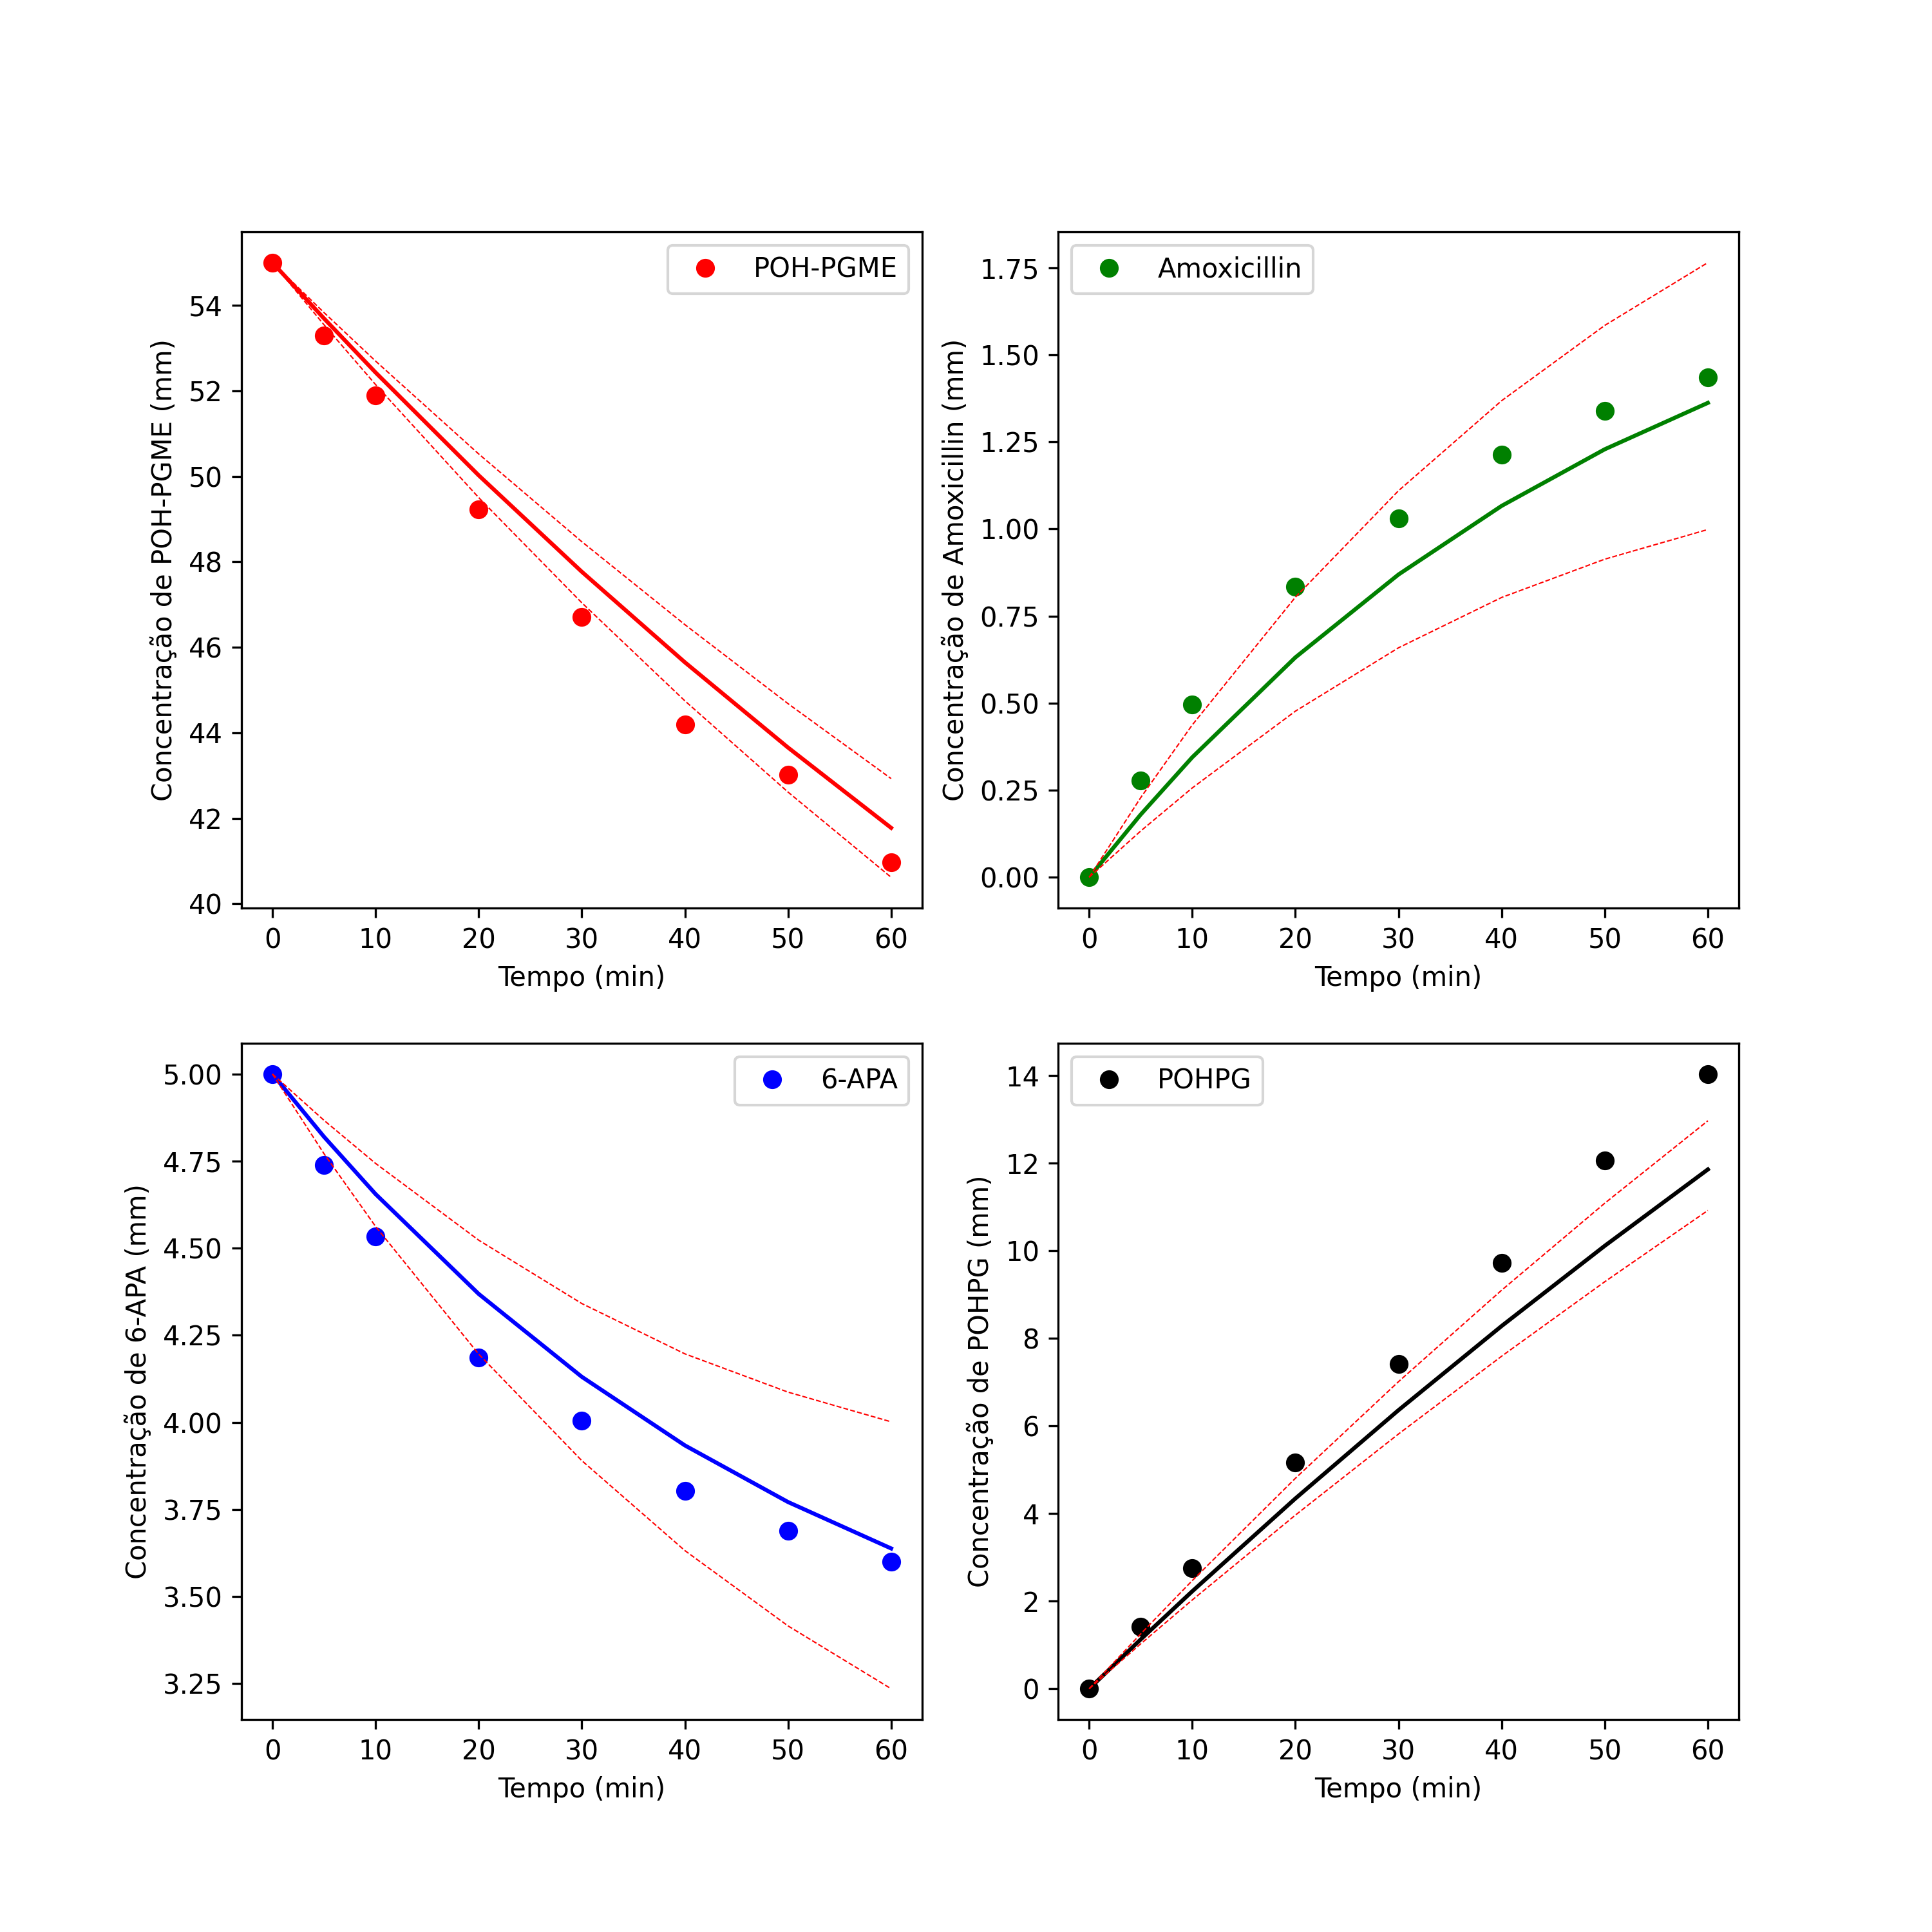 POH-PGME
Concentração de POH-PGME (mm)
54
52
50
48
46
44
42
40
0 10 20 30 40 50 60
Tempo (min)
Amoxicillin
Concentração de Amoxicillin (mm)
1.75
1.50
1.25
1.00
0.75
0.50
0.25
0.00
0 10 20 30 40 50 60
Tempo (min)
6-APA
Concentração de 6-APA (mm)
5.00
4.75
4.50
4.25
4.00
3.75
3.50
3.25
0 10 20 30 40 50 60
Tempo (min)
POHPG
Concentração de POHPG (mm)
14
12
10
8
6
4
2
0
0 10 20 30 40 50 60
Tempo (min)